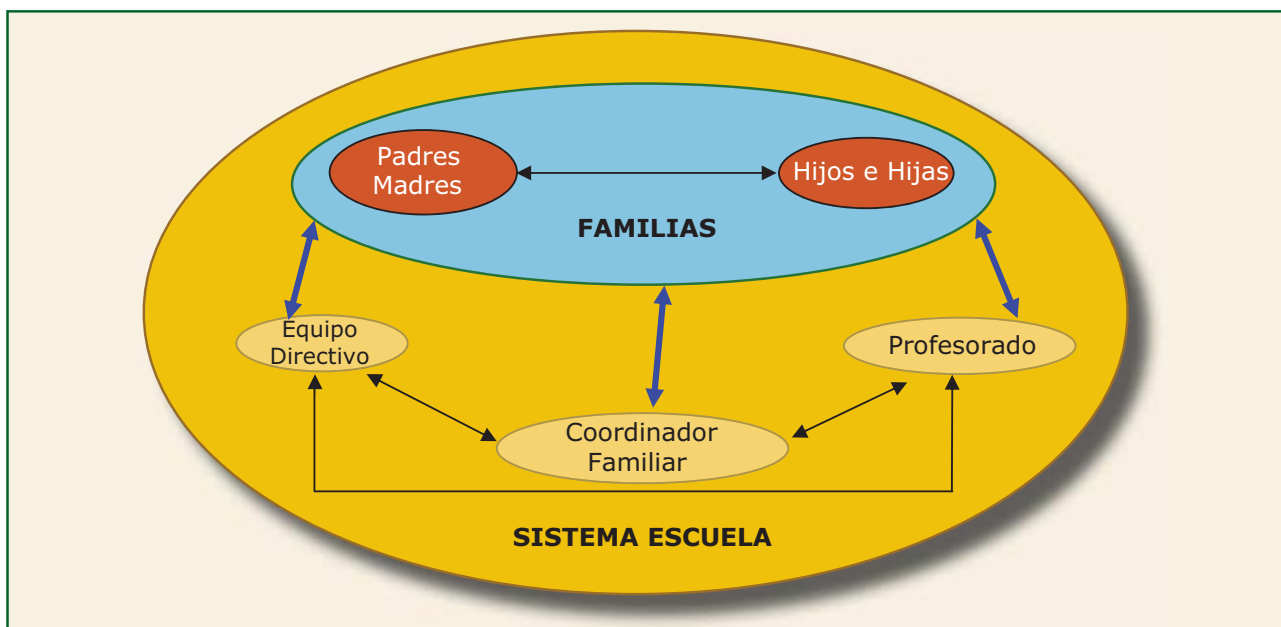 Padres
Madres
Hijos e Hijas
FAMILIAS
Equipo
Directivo
Profesorado
Coordinador
Familiar
SISTEMA ESCUELA